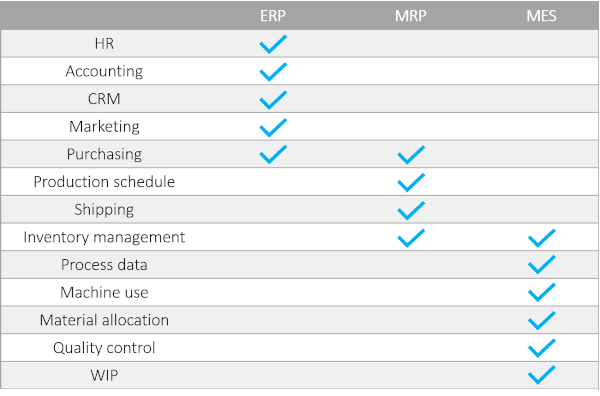 ERP MRP MES
HR ✓
Accounting ✓
CRM ✓
Marketing ✓
Purchasing ✓ ✓
Production schedule ✓
Shipping ✓
Inventory management ✓ ✓
Process data ✓
Machine use ✓
Material allocation ✓
Quality control ✓
WIP ✓